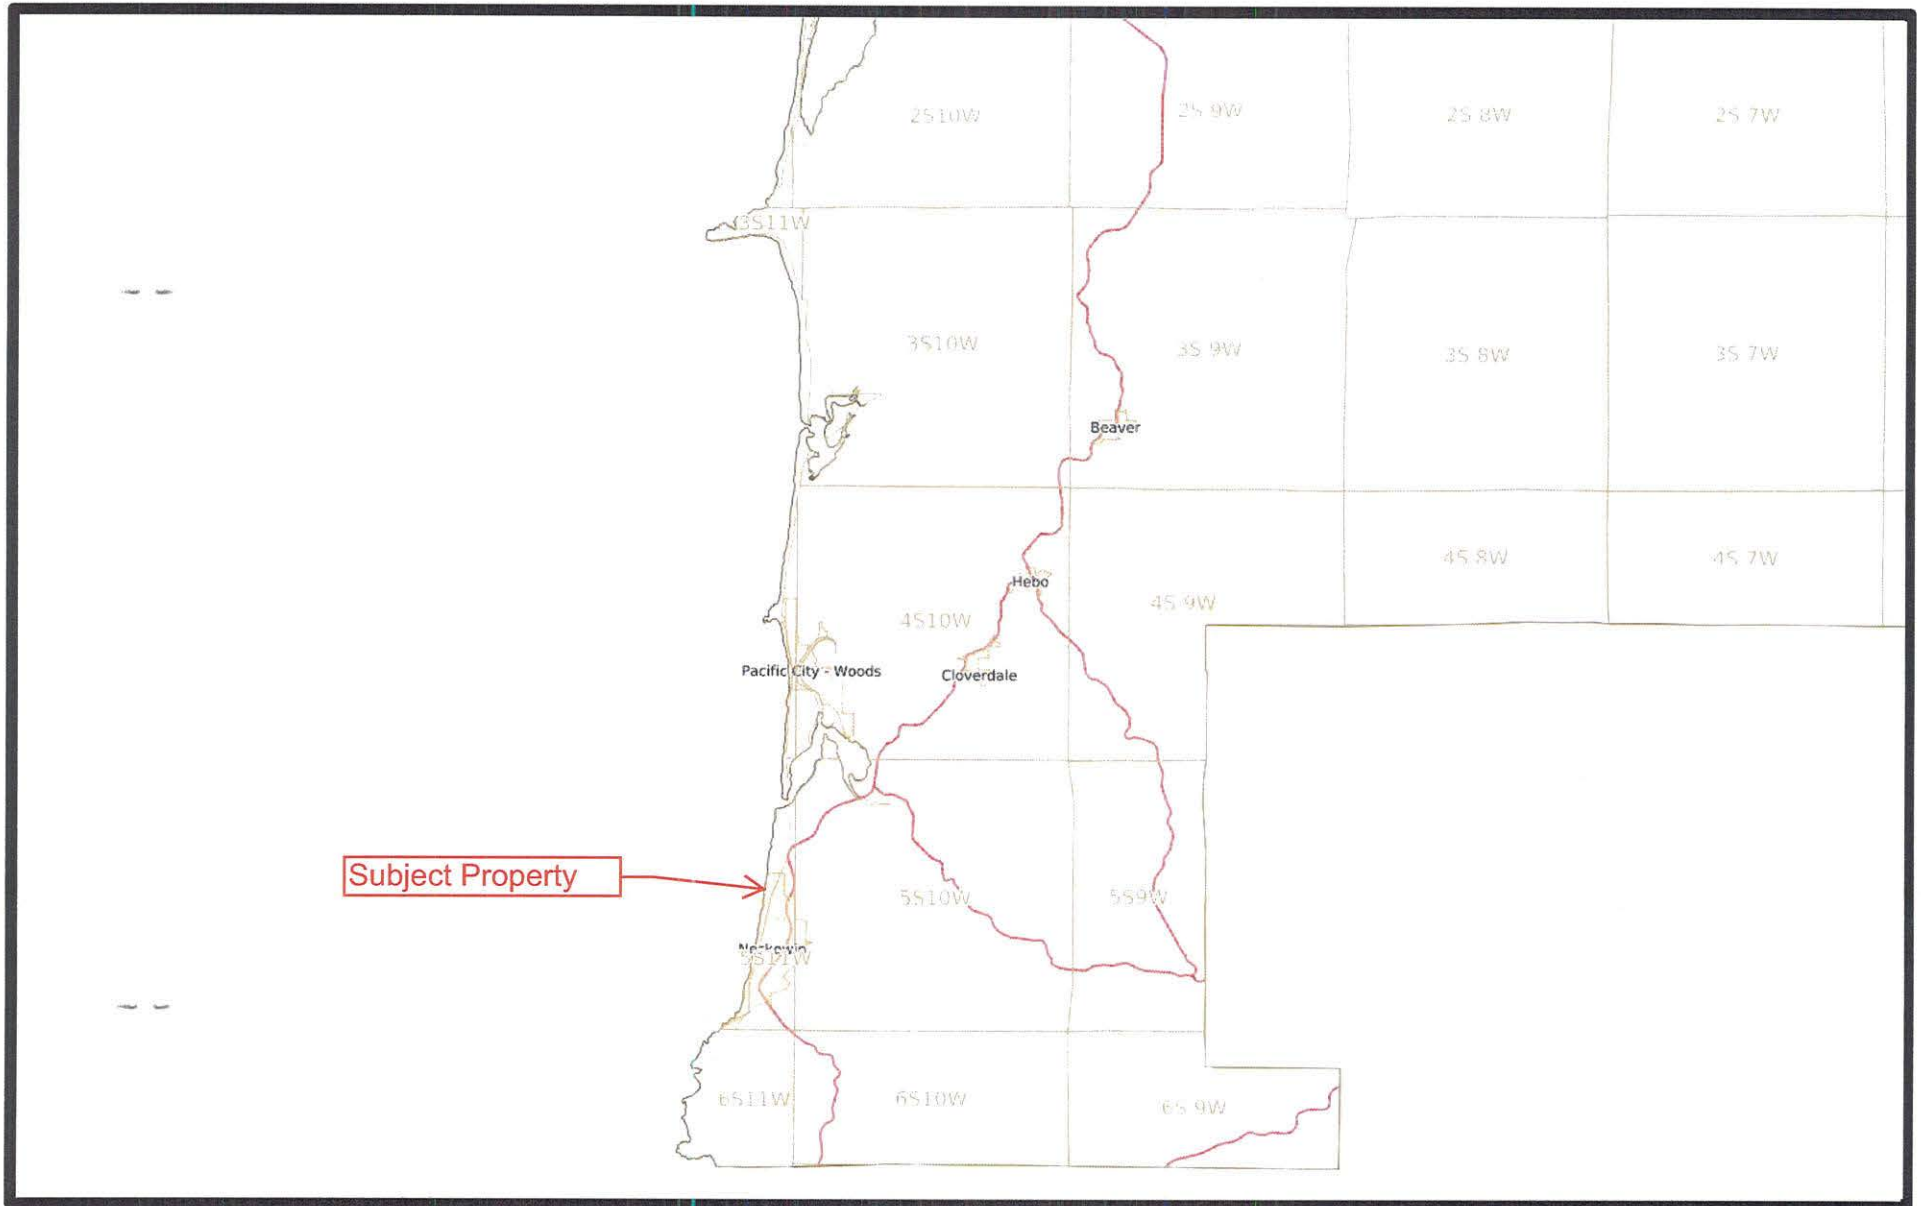 2S10W
2S 9W
2S 8W
2S 7W
3S11W
3S10W
3S 9W
3S 8W
3S 7W
Beaver
4S 8W
4S 7W
Hebo
4S 9W
4S10W
Pacific City - Woods
Cloverdale
Subject Property
5S10W
5S9W
Neskowin
5S11W
6S11W
6S10W
6S 9W